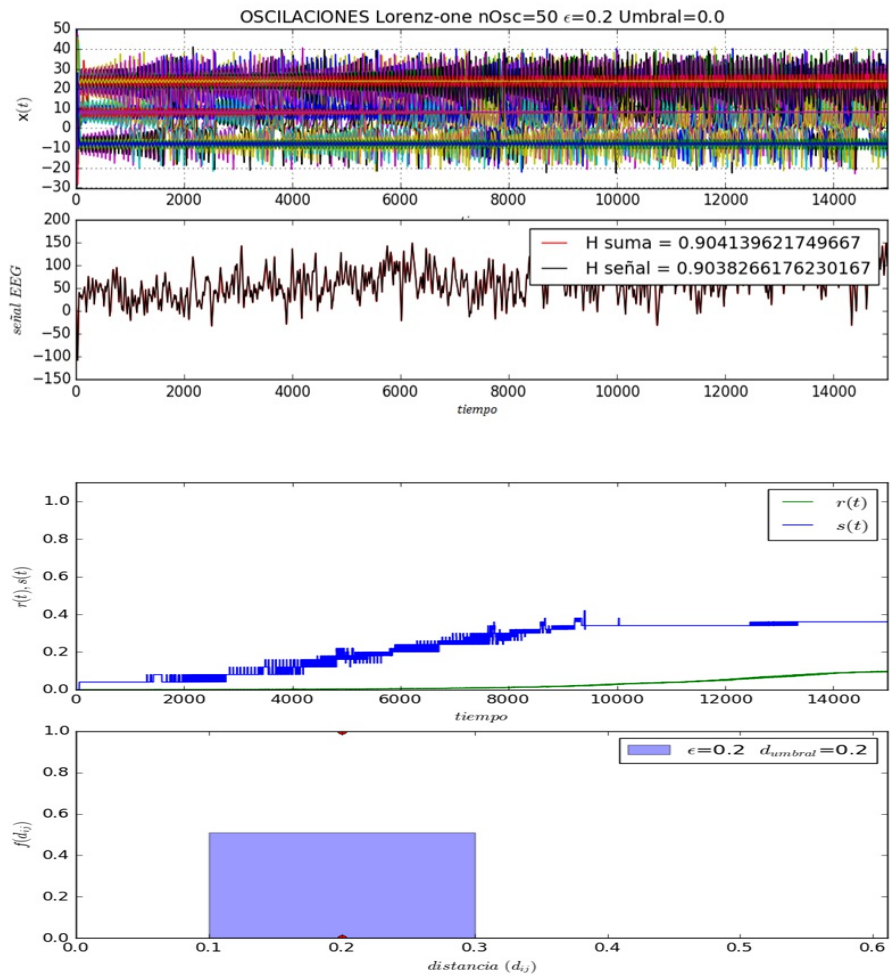 OSCILACIONES Lorenz-one nOsc=50 ϵ=0.2 Umbral=0.0
50
40
30
20
10
0
−10
−20
−30
x(t)
0 2000 4000 6000 8000 10000 12000 14000
200
150
100
50
0
−50
−100
−150
señal EEG
H suma = 0.904139621749667
H señal = 0.9038266176230167
0 2000 4000 6000 8000 10000 12000 14000
tiempo
1.0
0.8
0.6
0.4
0.2
0.0
r(t), s(t)
r(t)
s(t)
0 2000 4000 6000 8000 10000 12000 14000
tiempo
1.0
0.8
0.6
0.4
0.2
0.0
f(d_ij)
ϵ=0.2 d_umbral=0.2
0.0 0.1 0.2 0.3 0.4 0.5 0.6
distancia (d_ij)